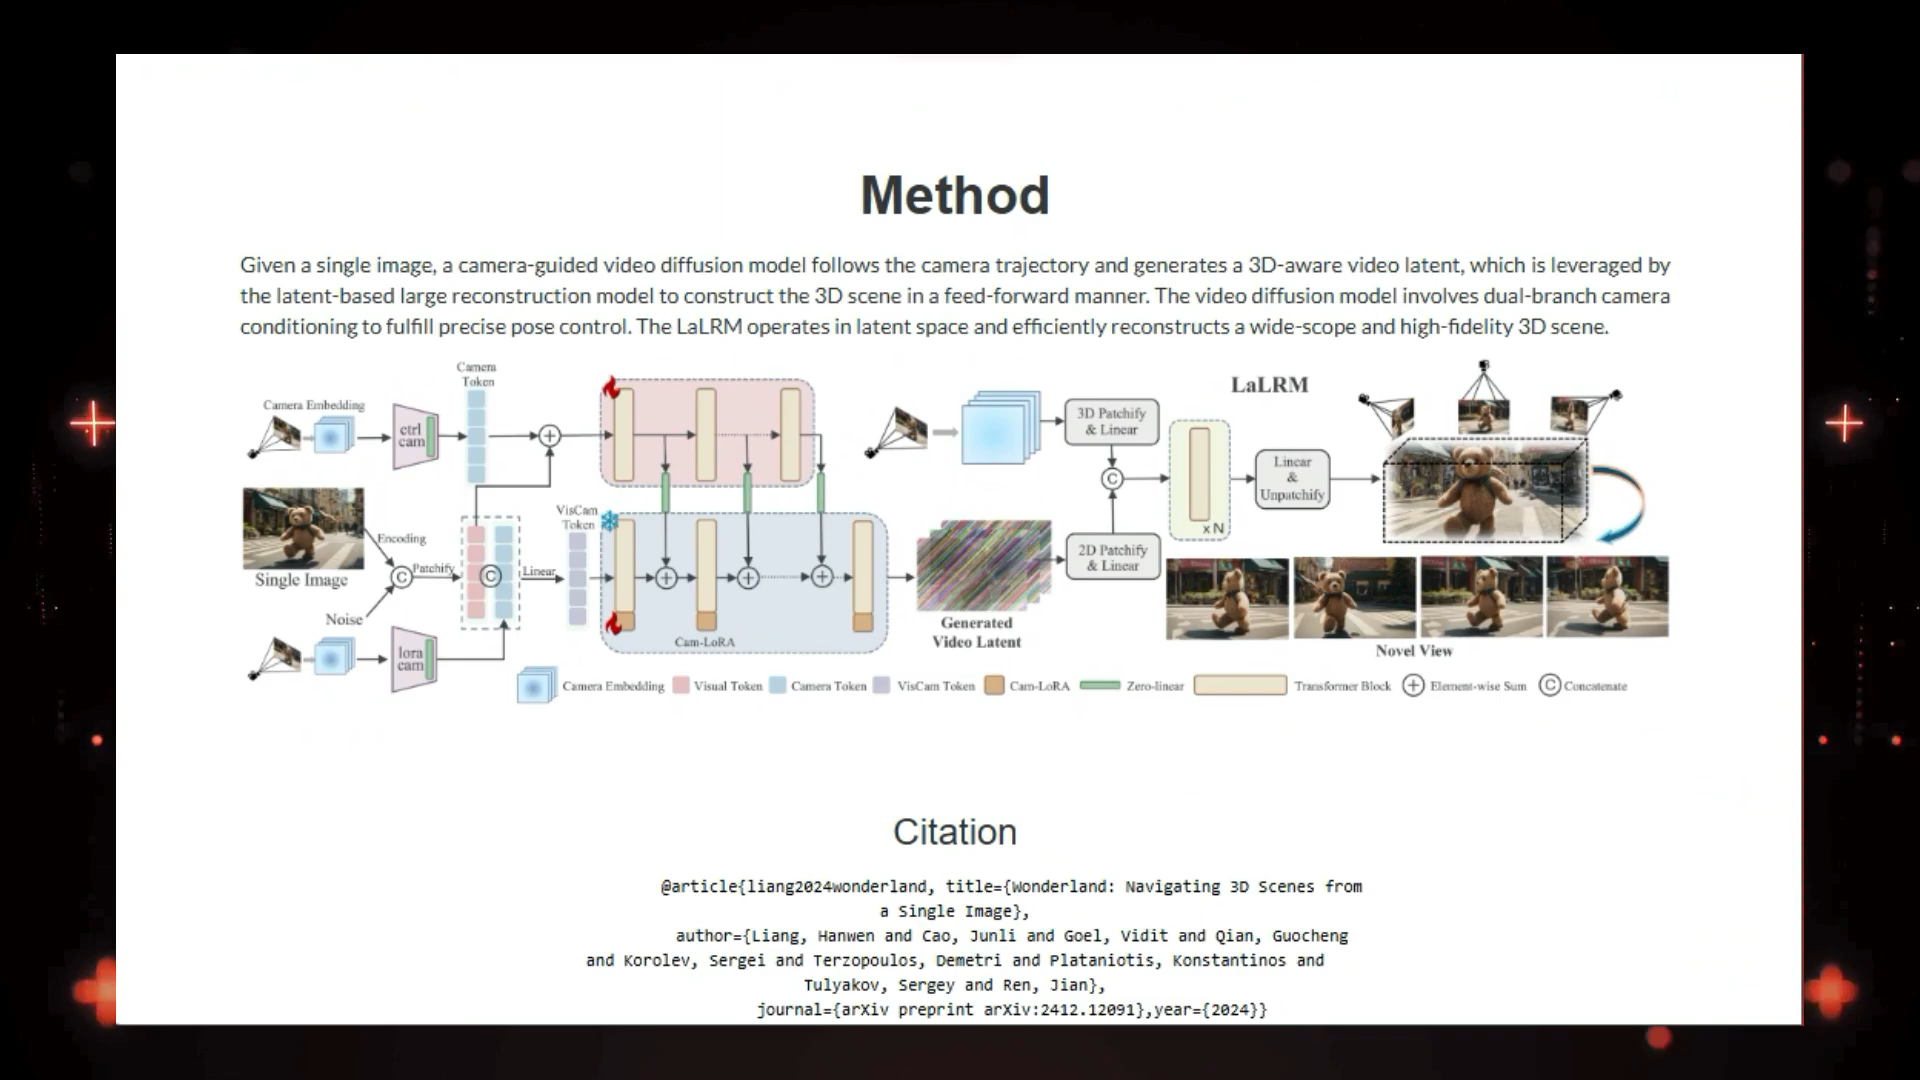 Method
Given a single image, a camera-guided video diffusion model follows the camera trajectory and generates a 3D-aware video latent, which is leveraged by
the latent-based large reconstruction model to construct the 3D scene in a feed-forward manner. The video diffusion model involves dual-branch camera
conditioning to fulfill precise pose control. The LaLRM operates in latent space and efficiently reconstructs a wide-scope and high-fidelity 3D scene.
Camera
Token
Camera Embedding
ctrl
cam
Single Image
Encoding
Patchify
Noise
lora
cam
Linear
C
C
VisCam
Token
Cam-LoRA
Generated
Video Latent
3D Patchify
& Linear
C
2D Patchify
& Linear
LaLRM
x N
Linear
&
Unpatchify
Novel View
Camera Embedding
Visual Token
Camera Token
VisCam Token
Cam-LoRA
Zero-linear
Transformer Block
+ Element-wise Sum
C Concatenate
Citation
@article{liang2024wonderland, title={Wonderland: Navigating 3D Scenes from
a Single Image},
author={Liang, Hanwen and Cao, Junli and Goel, Vidit and Qian, Guocheng
and Korolev, Sergei and Terzopoulos, Demetri and Plataniotis, Konstantinos and
Tulyakov, Sergey and Ren, Jian},
journal={arXiv preprint arXiv:2412.12091},year={2024}}